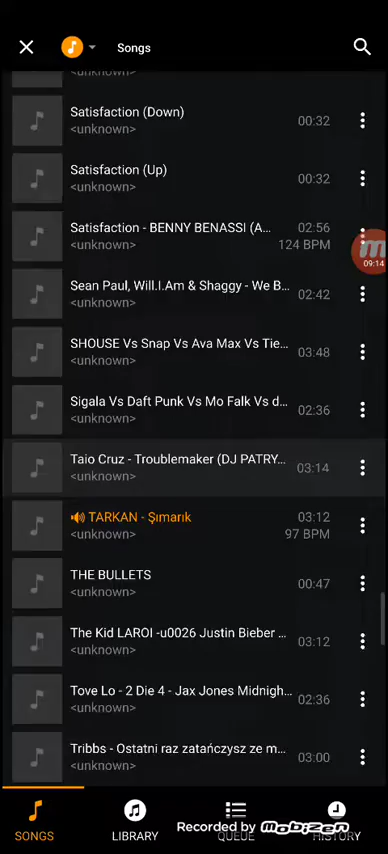 Songs
<unknown>
Satisfaction (Down)
<unknown>
00:32
Satisfaction (Up)
<unknown>
00:32
Satisfaction - BENNY BENASSI (A...
<unknown>
02:56
124 BPM
09:14
Sean Paul, Will.I.Am & Shaggy - We B...
<unknown>
02:42
SHOUSE Vs Snap Vs Ava Max Vs Tie...
<unknown>
03:48
Sigala Vs Daft Punk Vs Mo Falk Vs d...
<unknown>
02:36
Taio Cruz - Troublemaker (DJ PATRY...
<unknown>
03:14
TARKAN - Şımarık
<unknown>
03:12
97 BPM
THE BULLETS
<unknown>
00:47
The Kid LAROI -u0026 Justin Bieber ...
<unknown>
03:12
Tove Lo - 2 Die 4 - Jax Jones Midnigh...
<unknown>
02:36
Tribbs - Ostatni raz zatańczysz ze m...
<unknown>
03:00
SONGS
LIBRARY
QUEUE
HISTORY
Recorded by Mobizen